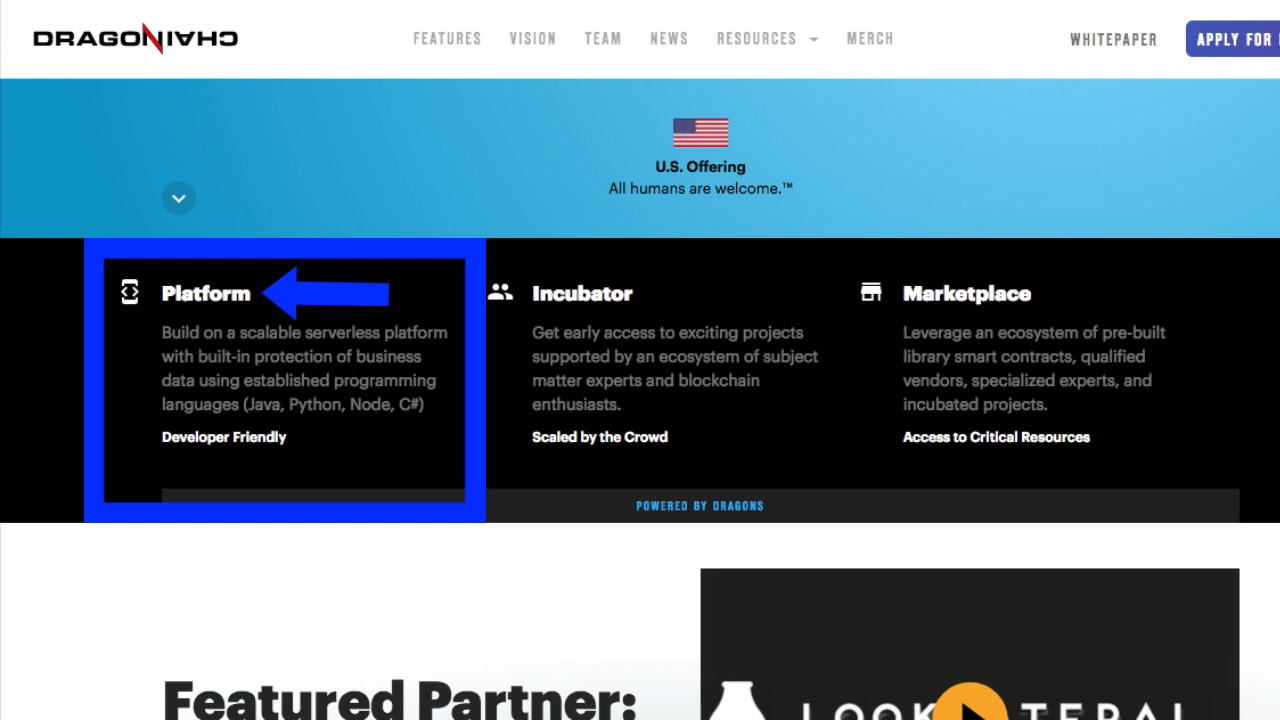 DRAGONCHAIN
FEATURES VISION TEAM NEWS RESOURCES MERCH
WHITEPAPER
APPLY FOR
U.S. Offering
All humans are welcome.™
Platform
Build on a scalable serverless platform
with built-in protection of business
data using established programming
languages (Java, Python, Node, C#)
Developer Friendly
Incubator
Get early access to exciting projects
supported by an ecosystem of subject
matter experts and blockchain
enthusiasts.
Scaled by the Crowd
Marketplace
Leverage an ecosystem of pre-built
library smart contracts, qualified
vendors, specialized experts, and
incubated projects.
Access to Critical Resources
POWERED BY DRAGONS
Featured Partner:
LOOK